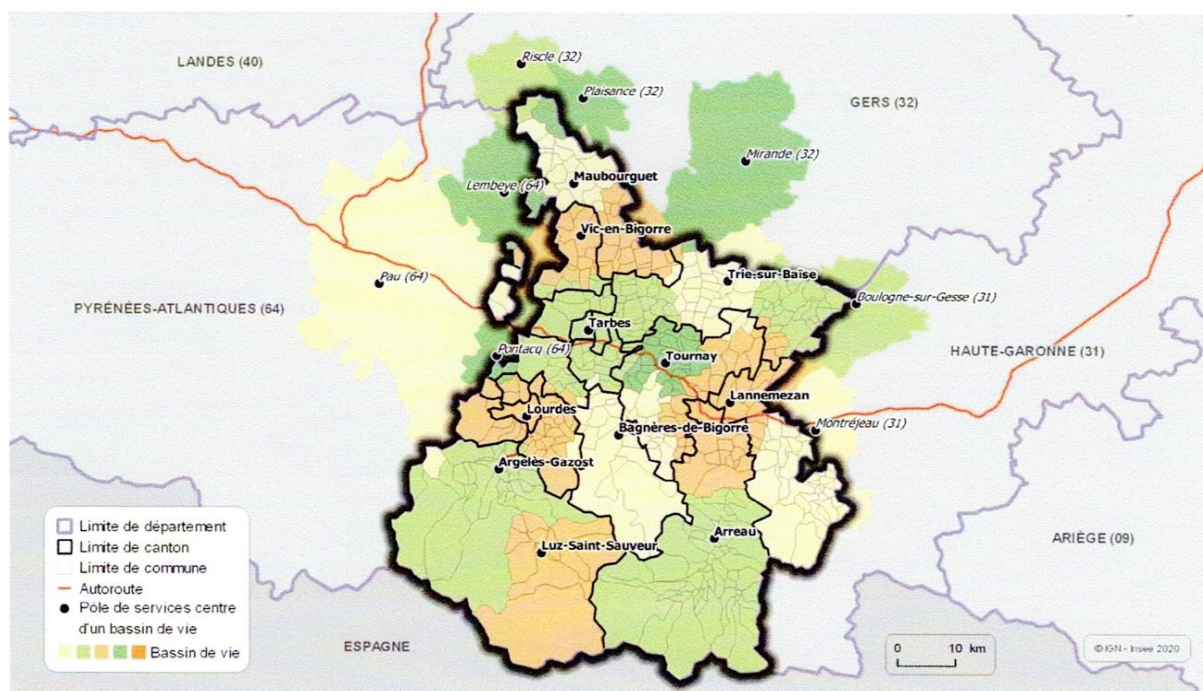 Riscle (32)
LANDES (40)
Plaisance (32)
GERS (32)
Mirande (32)
Maubourguet
Lembeye (64)
Vic-en-Bigorre
Pau (64)
Trie-sur-Baïse
Boulogne-sur-Gesse (31)
PYRÉNÉES-ATLANTIQUES (64)
Tarbes
HAUTE-GARONNE (31)
Pontacq (64)
Tournay
Lannemezan
Lourdes
Bagnères-de-Bigorre
Montréjeau (31)
Argelès-Gazost
Arreau
ARIÈGE (09)
Luz-Saint-Sauveur
Limite de département
Limite de canton
Limite de commune
Autoroute
Pôle de services centre
d'un bassin de vie
Bassin de vie
ESPAGNE
0 10 km
© IGN - Insee 2020